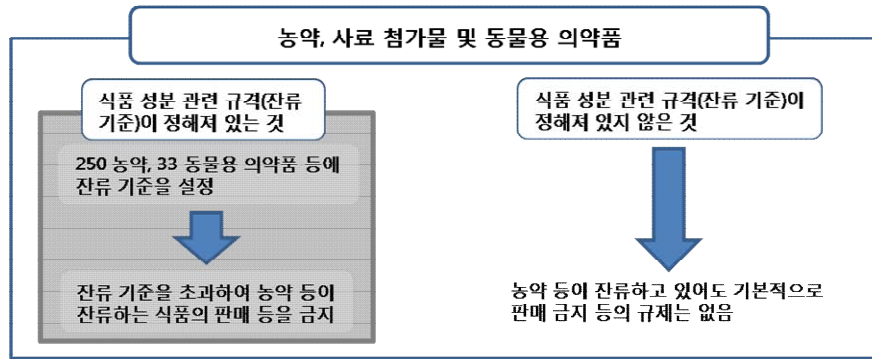 농약, 사료 첨가물 및 동물용 의약품
식품 성분 관련 규격(잔류
기준)이 정해져 있는 것
250 농약, 33 동물용 의약품 등에
잔류 기준을 설정
잔류 기준을 초과하여 농약 등이
잔류하는 식품의 판매 등을 금지
식품 성분 관련 규격(잔류 기준)이
정해져 있지 않은 것
농약 등이 잔류하고 있어도 기본적으로
판매 금지 등의 규제는 없음